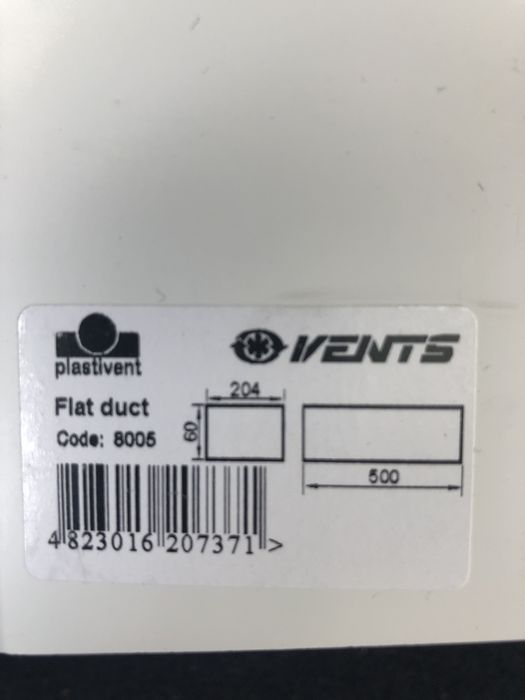 plastivent
VENTS
Flat duct
Code: 8005
204
60
500
4 823016 207371 >